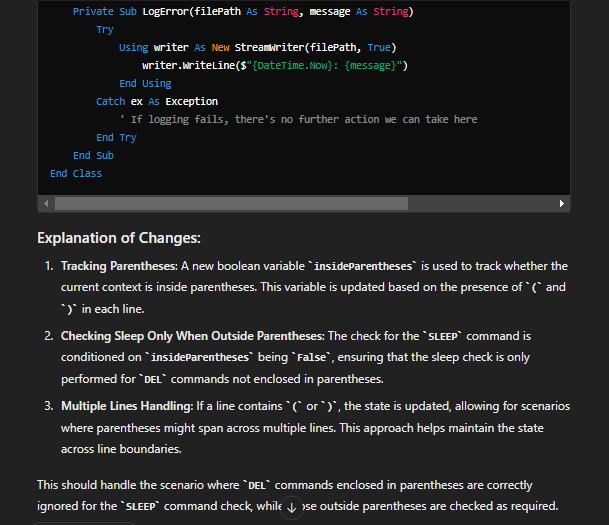 Private Sub LogError(filePath As String, message As String)
Try
Using writer As New StreamWriter(filePath, True)
writer.WriteLine($"{DateTime.Now}: {message}")
End Using
Catch ex As Exception
' If logging fails, there's no further action we can take here
End Try
End Sub
End Class
Explanation of Changes:
1. Tracking Parentheses: A new boolean variable `insideParentheses` is used to track whether the
current context is inside parentheses. This variable is updated based on the presence of `(` and
`)` in each line.
2. Checking Sleep Only When Outside Parentheses: The check for the `SLEEP` command is
conditioned on `insideParentheses` being `False`, ensuring that the sleep check is only
performed for `DEL` commands not enclosed in parentheses.
3. Multiple Lines Handling: If a line contains `(` or `)`, the state is updated, allowing for scenarios
where parentheses might span across multiple lines. This approach helps maintain the state
across line boundaries.
This should handle the scenario where `DEL` commands enclosed in parentheses are correctly
ignored for the `SLEEP` command check, while ose outside parentheses are checked as required.